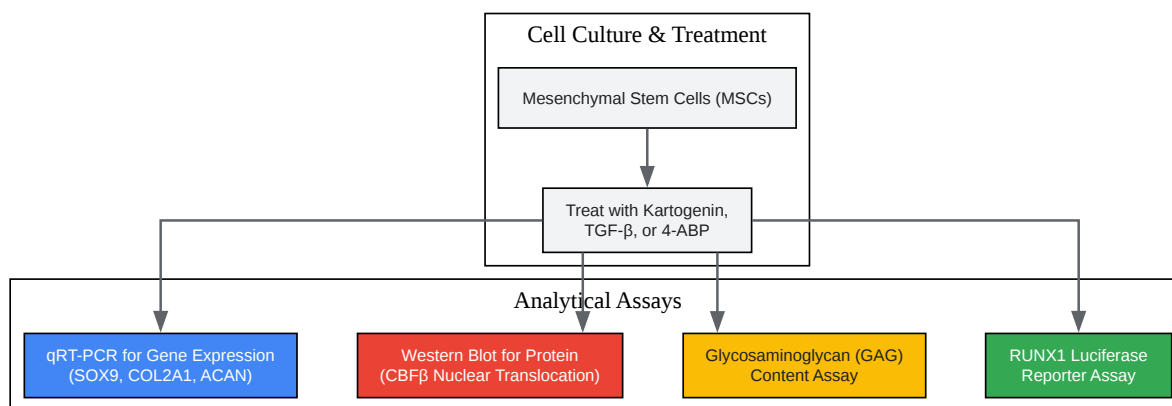 Cell Culture & Treatment
Mesenchymal Stem Cells (MSCs)
Treat with Kartogenin,
TGF-β, or 4-ABP
Analytical Assays
qRT-PCR for Gene Expression
(SOX9, COL2A1, ACAN)
Western Blot for Protein
(CBFβ Nuclear Translocation)
Glycosaminoglycan (GAG)
Content Assay
RUNX1 Luciferase
Reporter Assay